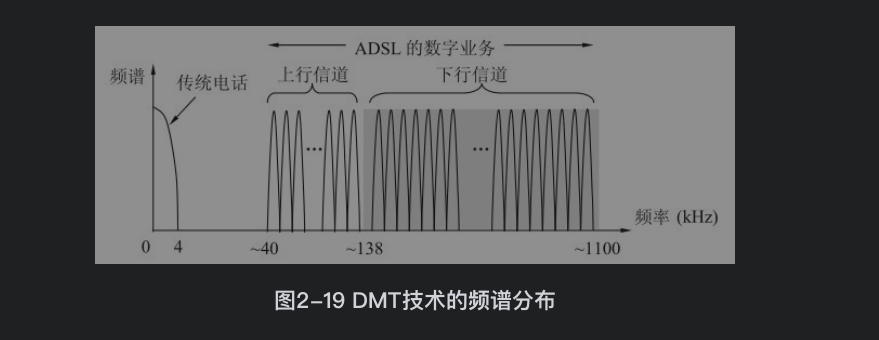 ADSL 的数字业务
频谱
传统电话
上行信道
下行信道
...
...
频率 (kHz)
0
4
~40
~138
~1100
图2-19 DMT技术的频谱分布